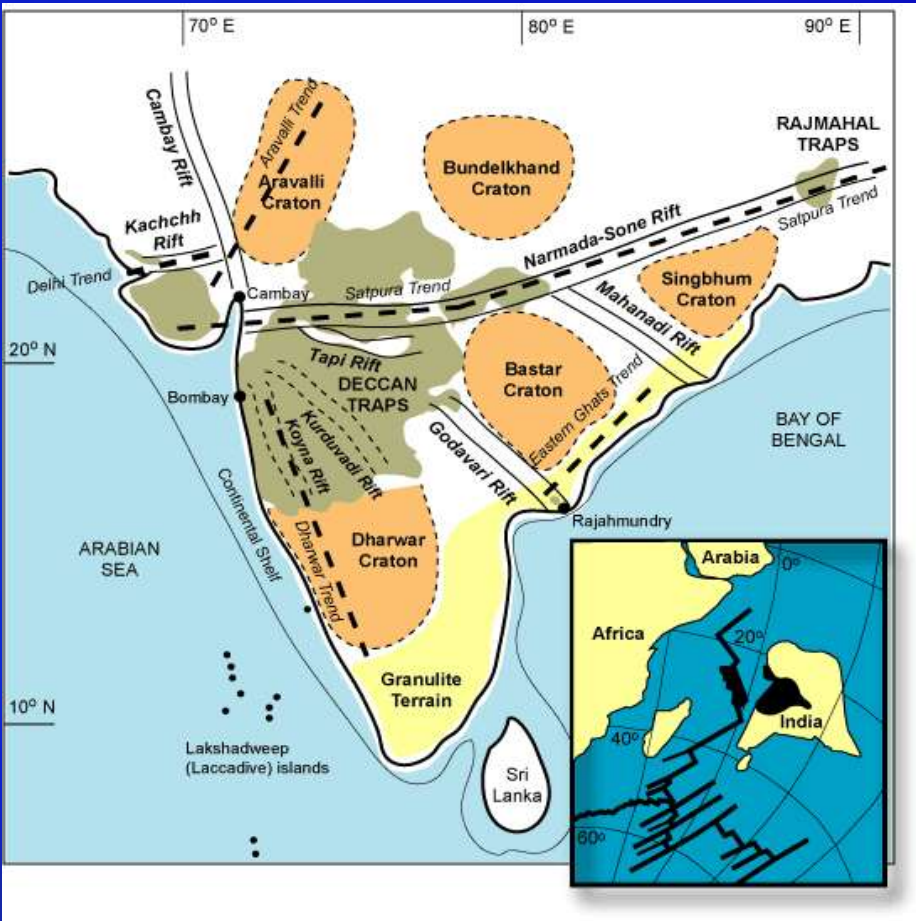 70° E
80° E
90° E
Cambay Rift
Aravalli Trend
Aravalli
Craton
Bundelkhand
Craton
RAJMAHAL
TRAPS
Kachchh
Rift
Narmada-Sone Rift
Satpura Trend
Delhi Trend
Cambay
Satpura Trend
Singbhum
Craton
Mahanadi Rift
20° N
Tapi Rift
DECCAN
TRAPS
Bastar
Craton
Bombay
Koyna Rift
Kurduvadi Rift
Godavari Rift
Eastern Ghats Trend
BAY OF
BENGAL
Continental Shelf
Rajahmundry
ARABIAN
SEA
Dharwar
Craton
Dharwar Trend
Granulite
Terrain
10° N
Lakshadweep
(Laccadive) islands
Sri
Lanka
Arabia
0°
Africa
20°
India
40°
60°